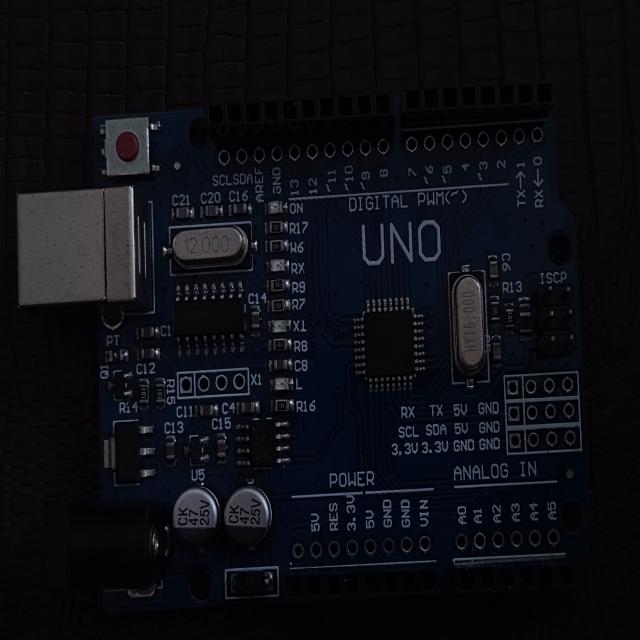 SCL SDA AREF GND 13 12 ~11 ~10 ~9 8 7 ~6 ~5 4 ~3 2 TX→1 RX←0
DIGITAL PWM(~)
UNO
C21 C20 C16
ON
R17
R6
RX
R9
R7
X1
R8
C8
L
R16
12.000
C14
C1
PT
C12
R14
C11 C4
X1
C13 C15
U5
C6
R13
ISCP
16.000
RX TX 5V GND
SCL SDA 5V GND
3.3V 3.3V GND GND
POWER
ANALOG IN
5V RES 3.3V 5V GND GND VIN
A0 A1 A2 A3 A4 A5
CK
47
25V
CK
47
25V